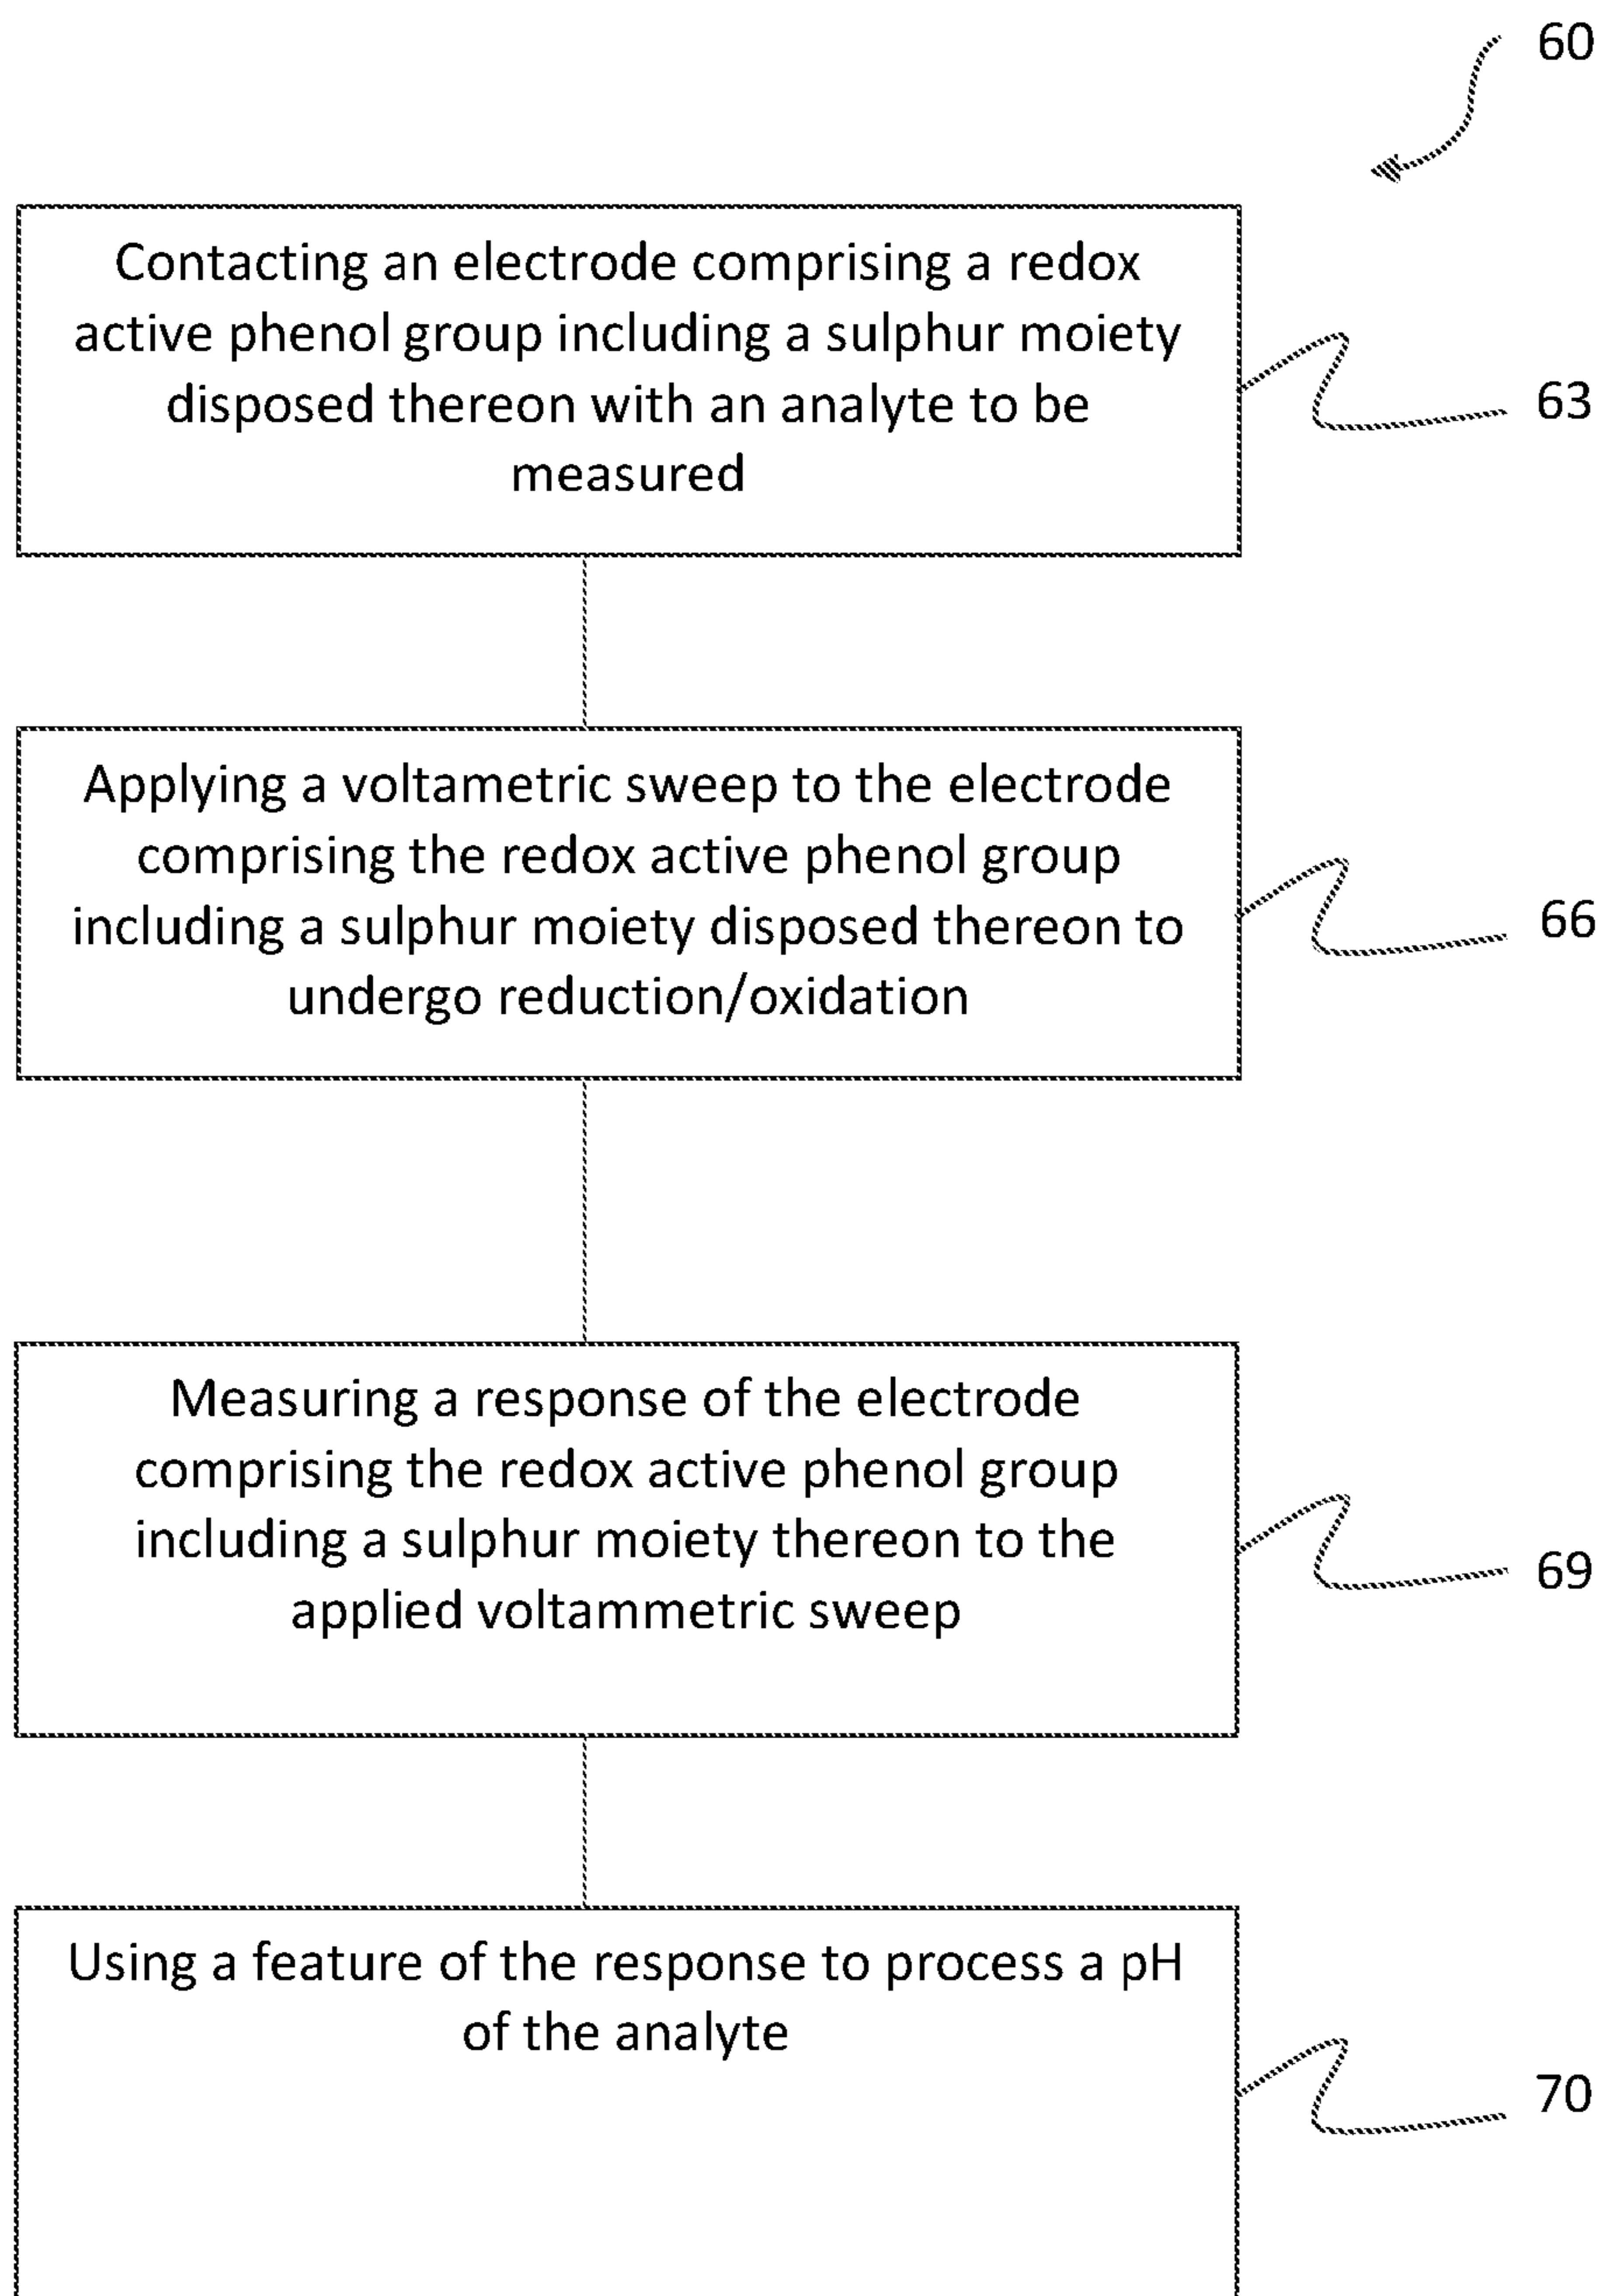 60
Contacting an electrode comprising a redox
active phenol group including a sulphur moiety
disposed thereon with an analyte to be
measured
63
Applying a voltametric sweep to the electrode
comprising the redox active phenol group
including a sulphur moiety disposed thereon to
undergo reduction/oxidation
66
Measuring a response of the electrode
comprising the redox active phenol group
including a sulphur moiety thereon to the
applied voltammetric sweep
69
Using a feature of the response to process a pH
of the analyte
70